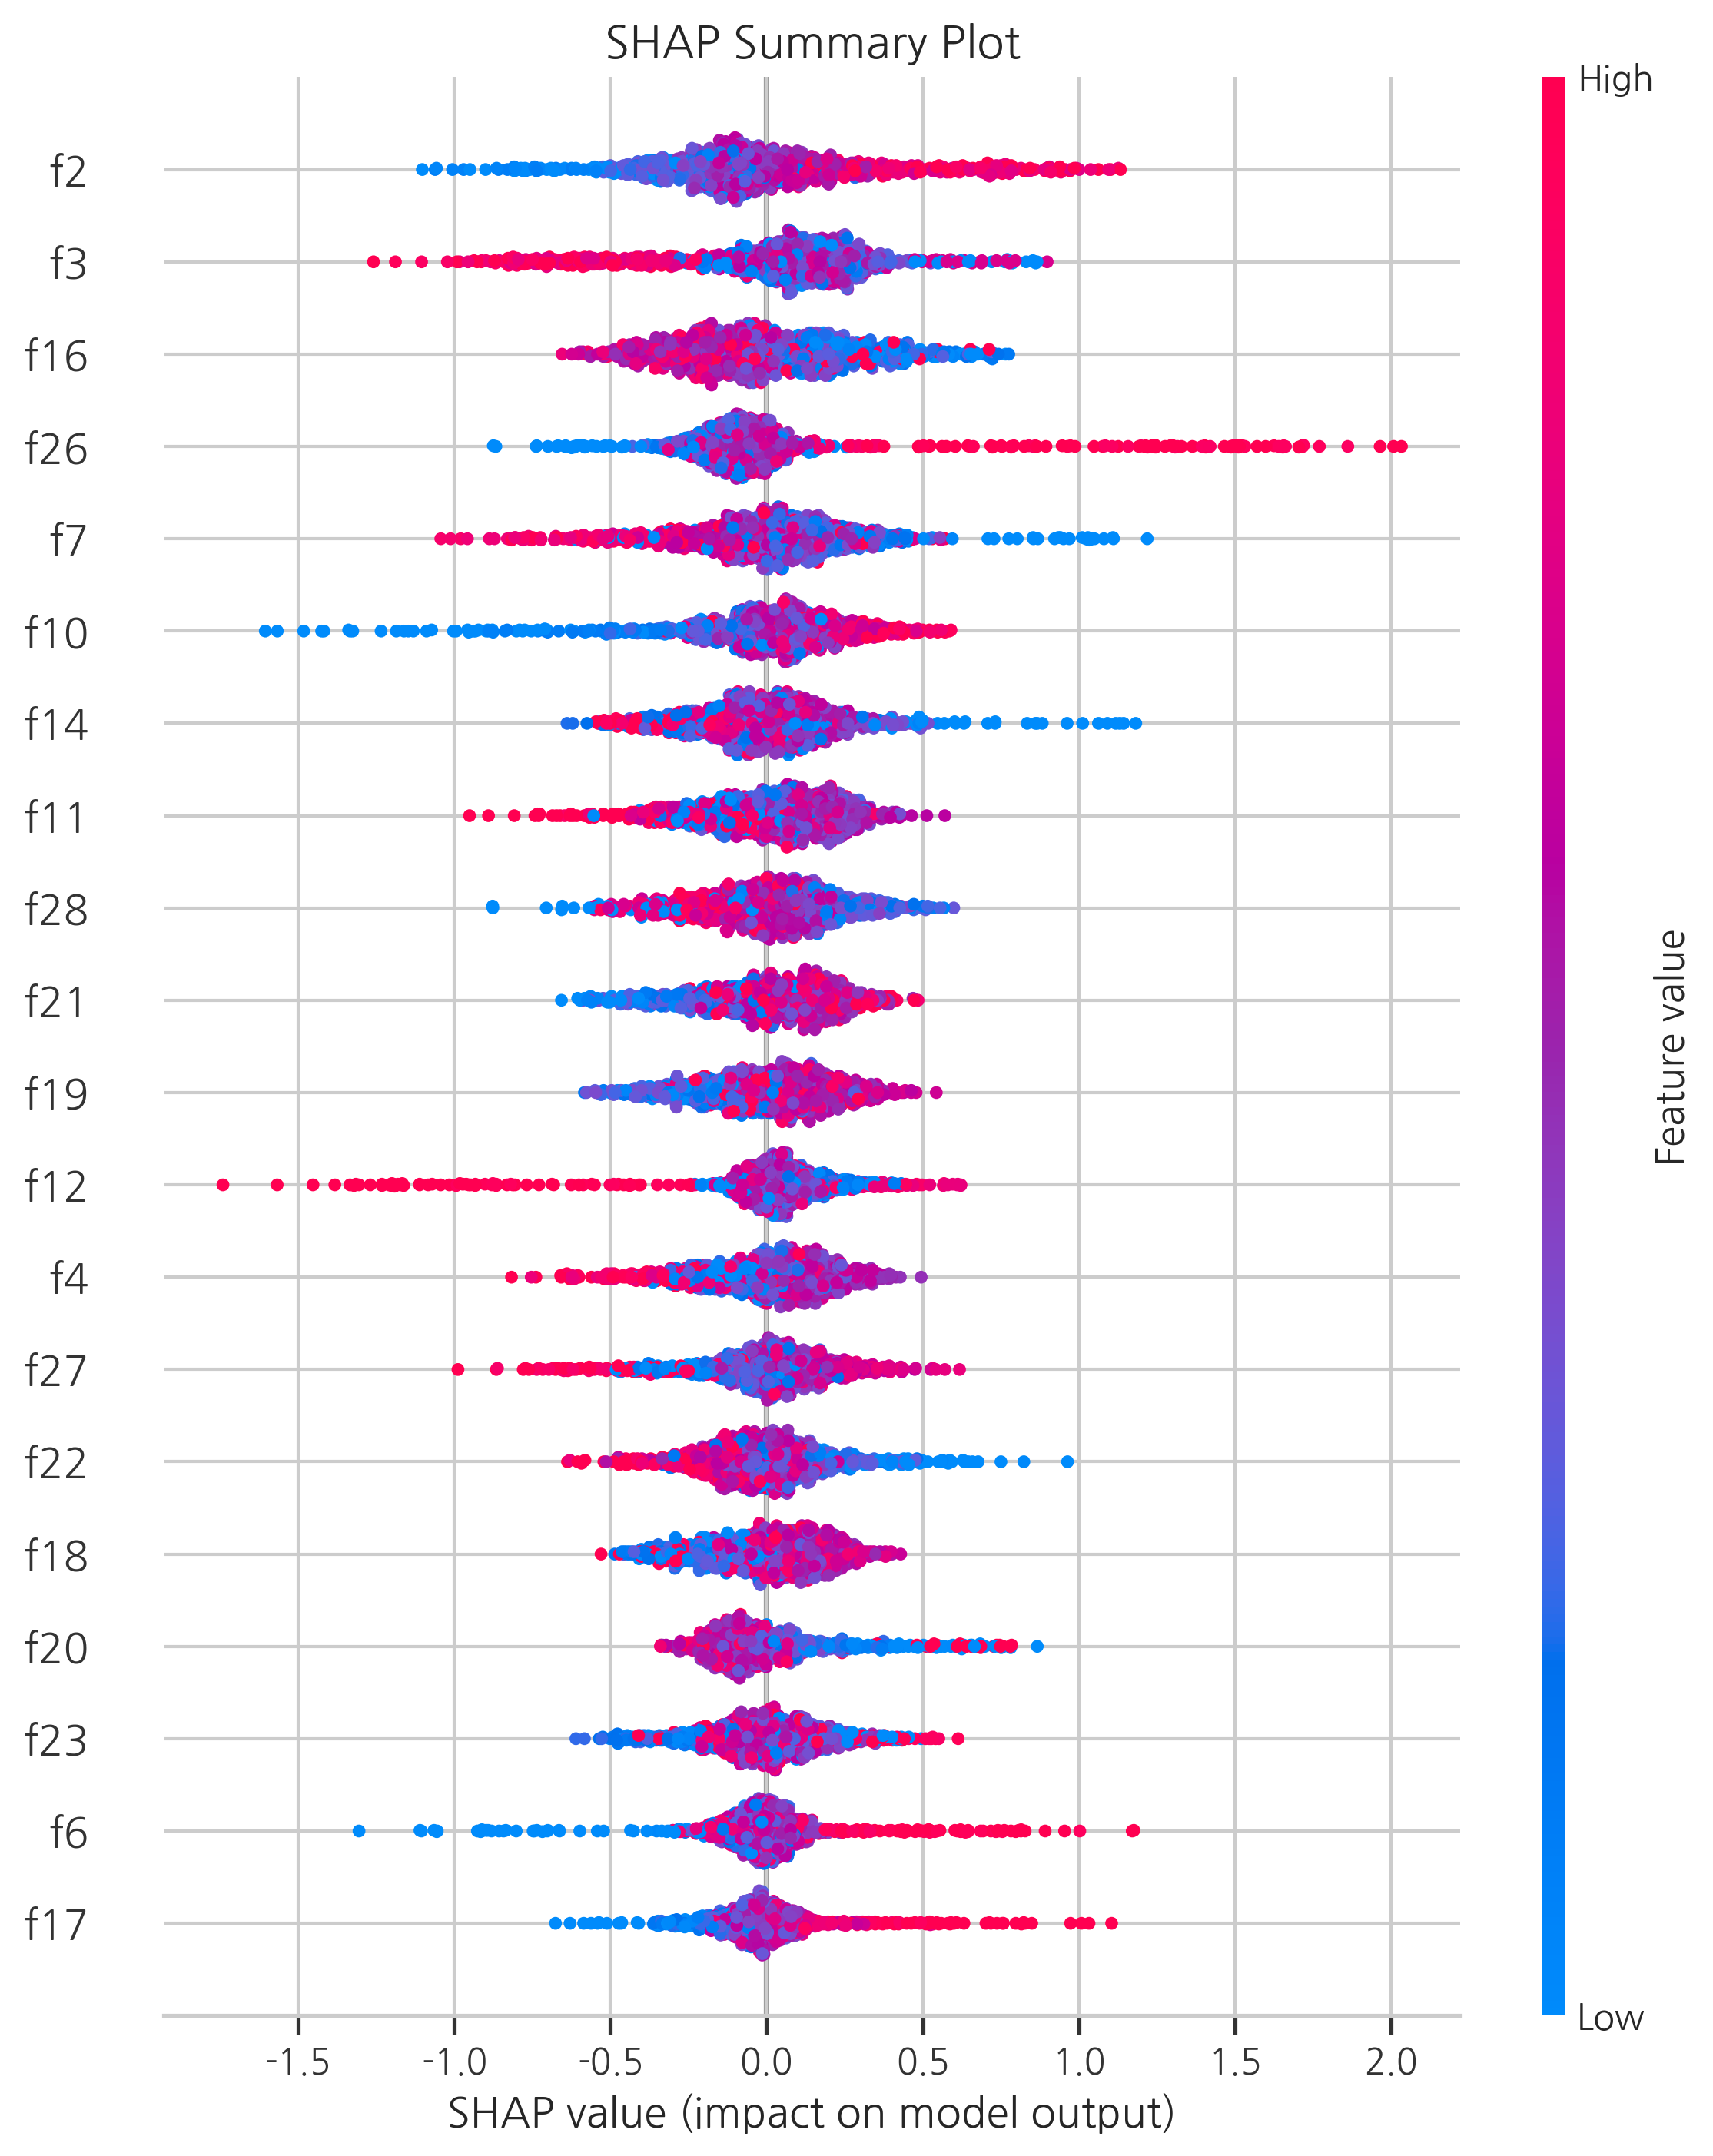 SHAP Summary Plot
High
f2
f3
f16
f26
f7
f10
f14
f11
f28
f21
f19
f12
f4
f27
f22
f18
f20
f23
f6
f17
Feature value
Low
-1.5 -1.0 -0.5 0.0 0.5 1.0 1.5 2.0
SHAP value (impact on model output)